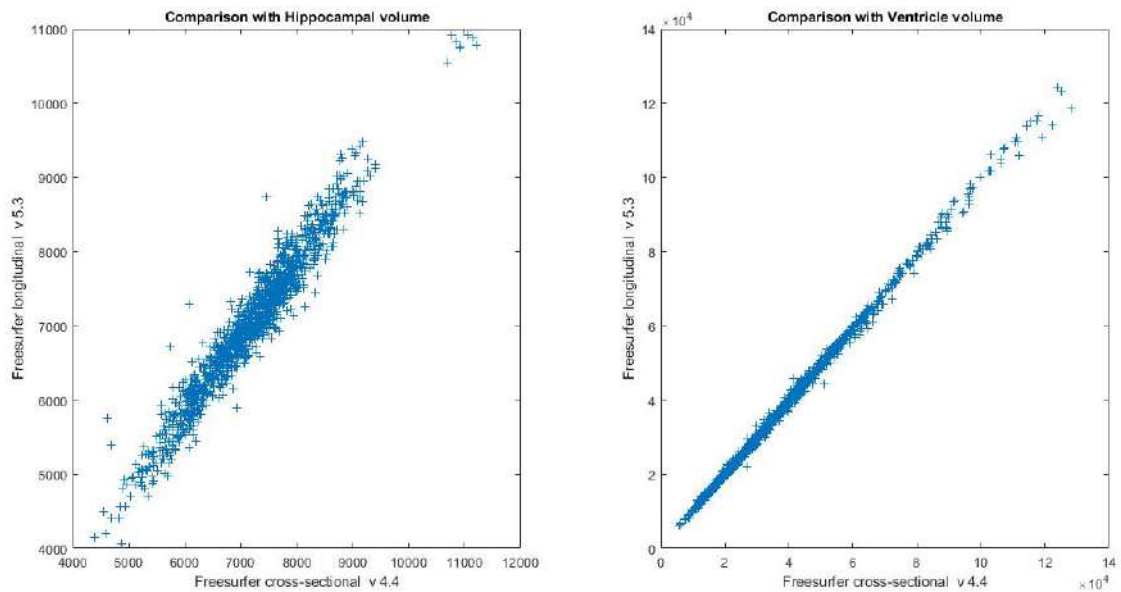 Comparison with Hippocampal volume
11000
10000
9000
8000
7000
6000
5000
4000
4000 5000 6000 7000 8000 9000 10000 11000 12000
Freesurfer longitudinal v 5.3
Freesurfer cross-sectional v 4.4
Comparison with Ventricle volume
× 10⁴
14
12
10
8
6
4
2
0
0 2 4 6 8 10 12 14
× 10⁴
Freesurfer longitudinal v 5.3
Freesurfer cross-sectional v 4.4